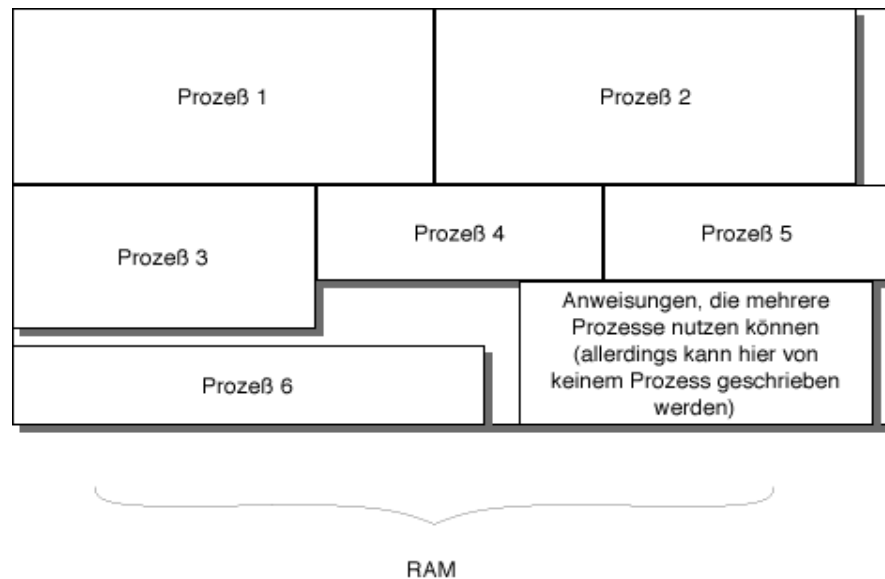 Prozeß 1
Prozeß 2
Prozeß 3
Prozeß 4
Prozeß 5
Anweisungen, die mehrere
Prozesse nutzen können
(allerdings kann hier von
keinem Prozess geschrieben
werden)
Prozeß 6
RAM